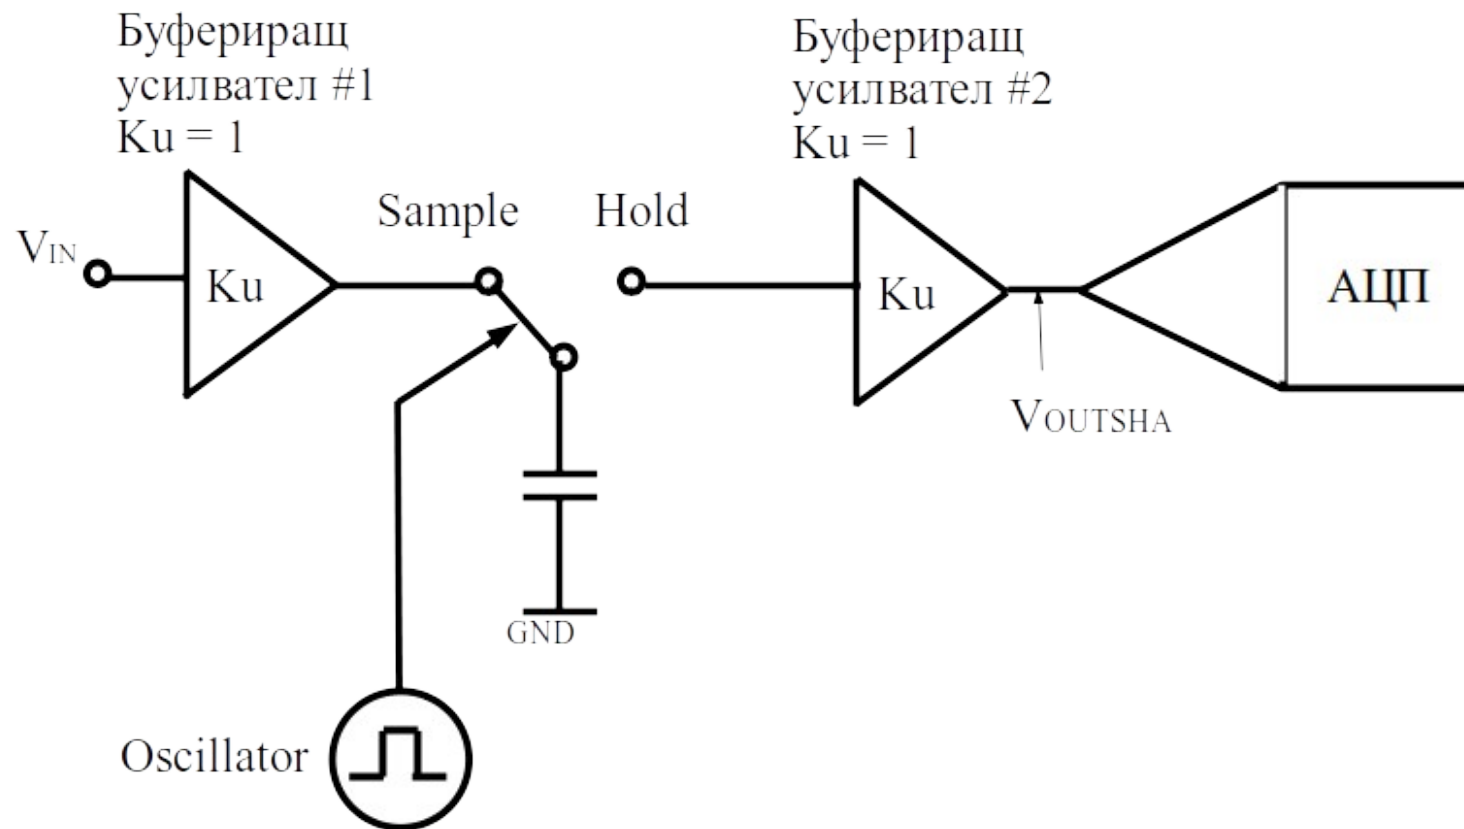 Буфериращ
усилвател #1
Ku = 1
Буфериращ
усилвател #2
Ku = 1
Sample
Hold
VIN
Ku
Ku
АЦП
VOUTSHA
GND
Oscillator